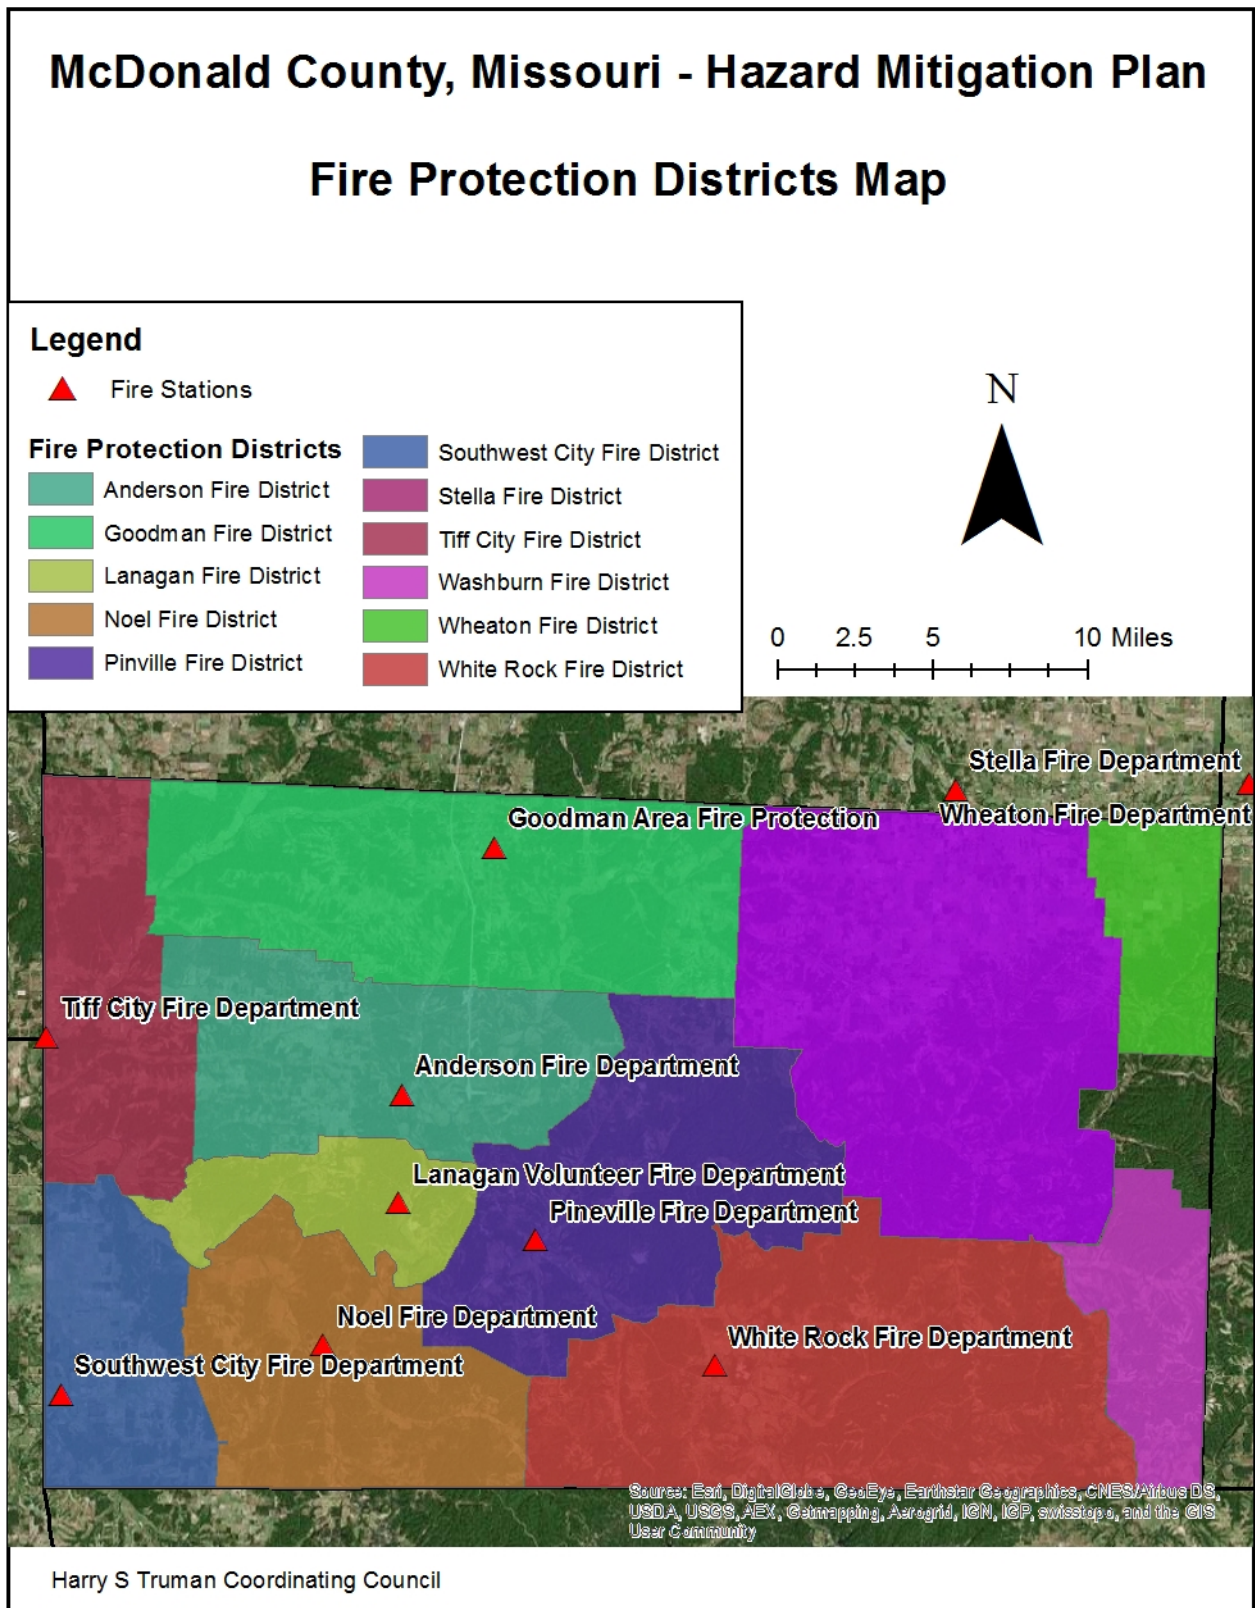 McDonald County, Missouri - Hazard Mitigation Plan
Fire Protection Districts Map
Legend
Fire Stations
Fire Protection Districts
Anderson Fire District
Goodman Fire District
Lanagan Fire District
Noel Fire District
Pinville Fire District
Southwest City Fire District
Stella Fire District
Tiff City Fire District
Washburn Fire District
Wheaton Fire District
White Rock Fire District
N
0 2.5 5 10 Miles
Stella Fire Department
Wheaton Fire Department
Goodman Area Fire Protection
Tiff City Fire Department
Anderson Fire Department
Lanagan Volunteer Fire Department
Pineville Fire Department
Noel Fire Department
White Rock Fire Department
Southwest City Fire Department
Source: Esri, DigitalGlobe, GeoEye, Earthstar Geographics, CNES/Airbus DS,
USDA, USGS, AEX, Getmapping, Aerogrid, IGN, IGP, swisstopo, and the GIS
User Community
Harry S Truman Coordinating Council